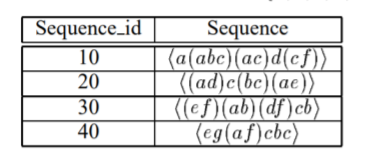 Sequence_id Sequence
10 ⟨a(abc)(ac)d(cf)⟩
20 ⟨(ad)c(bc)(ae)⟩
30 ⟨(ef)(ab)(df)cb⟩
40 ⟨eg(af)cbc⟩